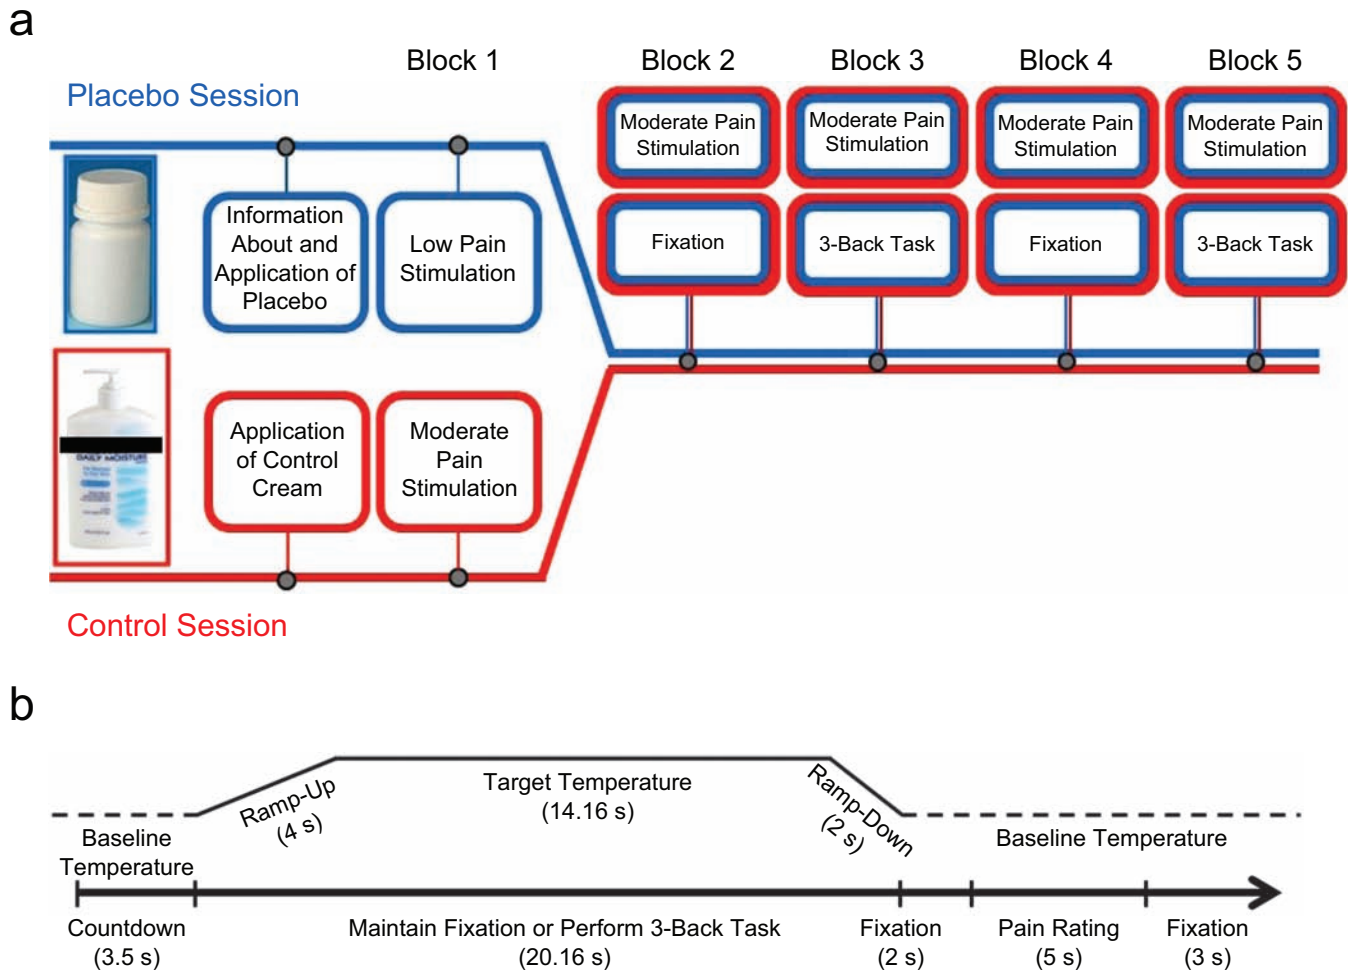 a
Block 1
Block 2
Block 3
Block 4
Block 5
Placebo Session
Information
About and
Application of
Placebo
Low Pain
Stimulation
Moderate Pain
Stimulation
Moderate Pain
Stimulation
Moderate Pain
Stimulation
Moderate Pain
Stimulation
Fixation
3-Back Task
Fixation
3-Back Task
DAILY MOISTURE
Application
of Control
Cream
Moderate
Pain
Stimulation
Control Session
b
Ramp-Up
(4 s)
Target Temperature
(14.16 s)
Ramp-Down
(2 s)
Baseline
Temperature
Baseline Temperature
Countdown
(3.5 s)
Maintain Fixation or Perform 3-Back Task
(20.16 s)
Fixation
(2 s)
Pain Rating
(5 s)
Fixation
(3 s)